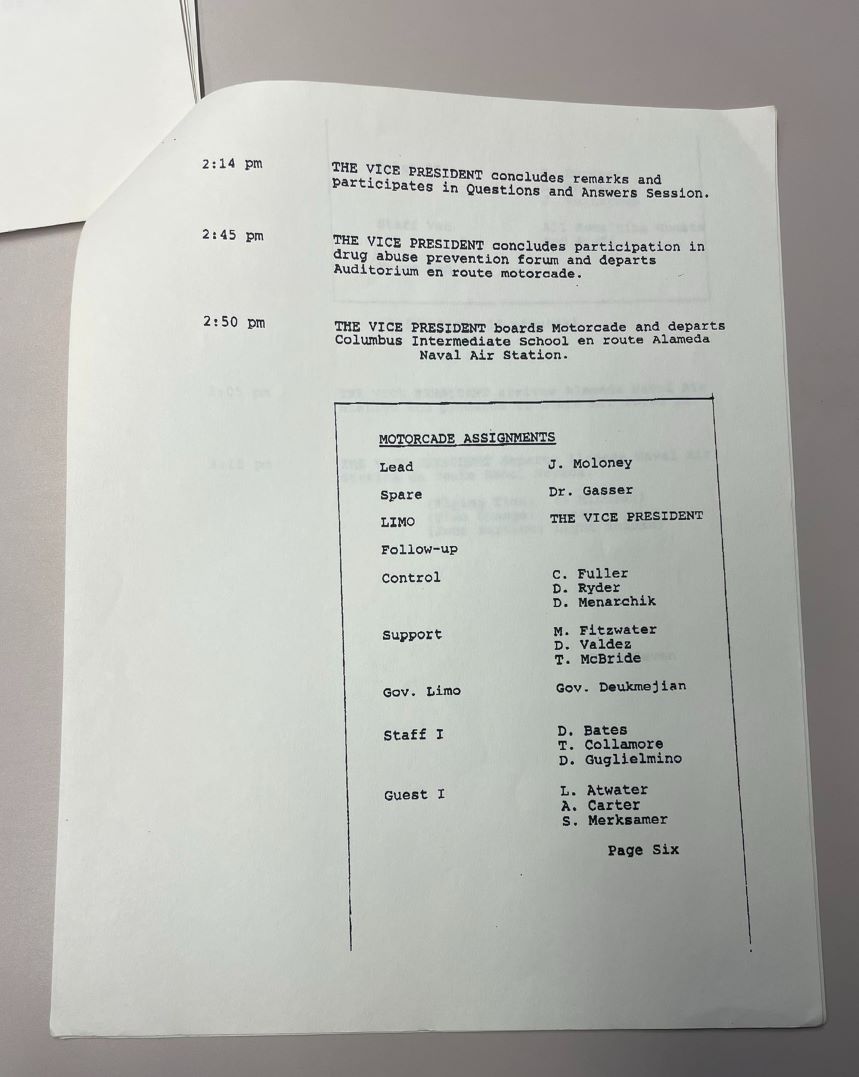 2:14 pm THE VICE PRESIDENT concludes remarks and
participates in Questions and Answers Session.
2:45 pm THE VICE PRESIDENT concludes participation in
drug abuse prevention forum and departs
Auditorium en route motorcade.
2:50 pm THE VICE PRESIDENT boards Motorcade and departs
Columbus Intermediate School en route Alameda
Naval Air Station.
MOTORCADE ASSIGNMENTS
Lead J. Moloney
Spare Dr. Gasser
LIMO THE VICE PRESIDENT
Follow-up
Control C. Fuller
D. Ryder
D. Menarchik
Support M. Fitzwater
D. Valdez
T. McBride
Gov. Limo Gov. Deukmejian
Staff I D. Bates
T. Collamore
D. Guglielmino
Guest I L. Atwater
A. Carter
S. Merksamer
Page Six